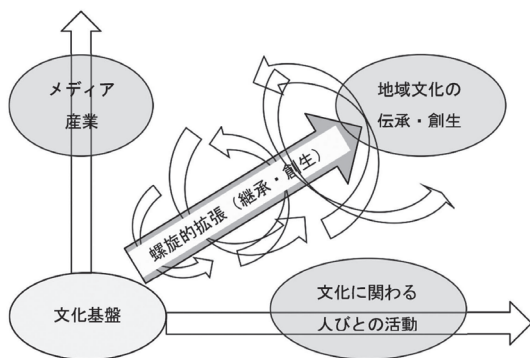 メディア
産業
地域文化の
伝承・創生
螺旋的拡張（継承・創生）
文化基盤
文化に関わる
人びとの活動